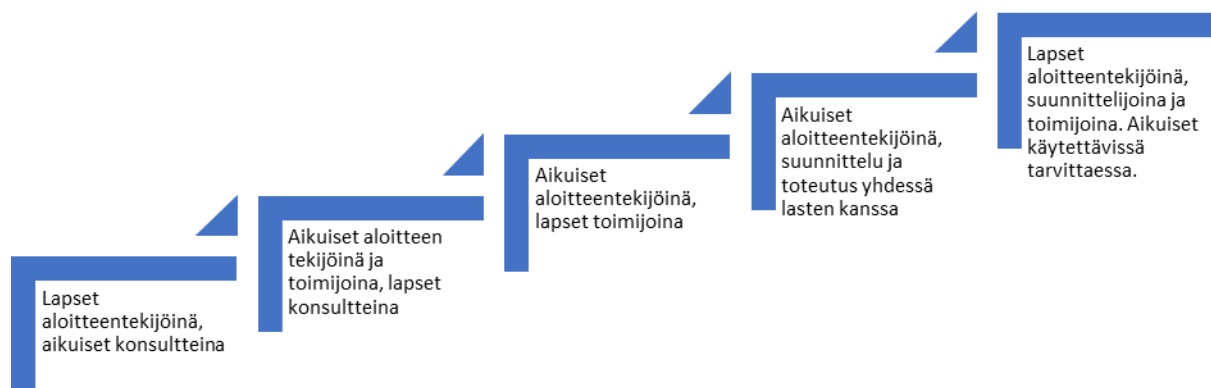 Lapset
aloitteentekijöinä,
aikuiset konsultteina
Aikuiset aloitteen
tekijöinä ja
toimijoina, lapset
konsultteina
Aikuiset
aloitteentekijöinä,
lapset toimijoina
Aikuiset
aloitteentekijöinä,
suunnittelu ja
toteutus yhdessä
lasten kanssa
Lapset
aloitteentekijöinä,
suunnittelijoina ja
toimijoina. Aikuiset
käytettävissä
tarvittaessa.